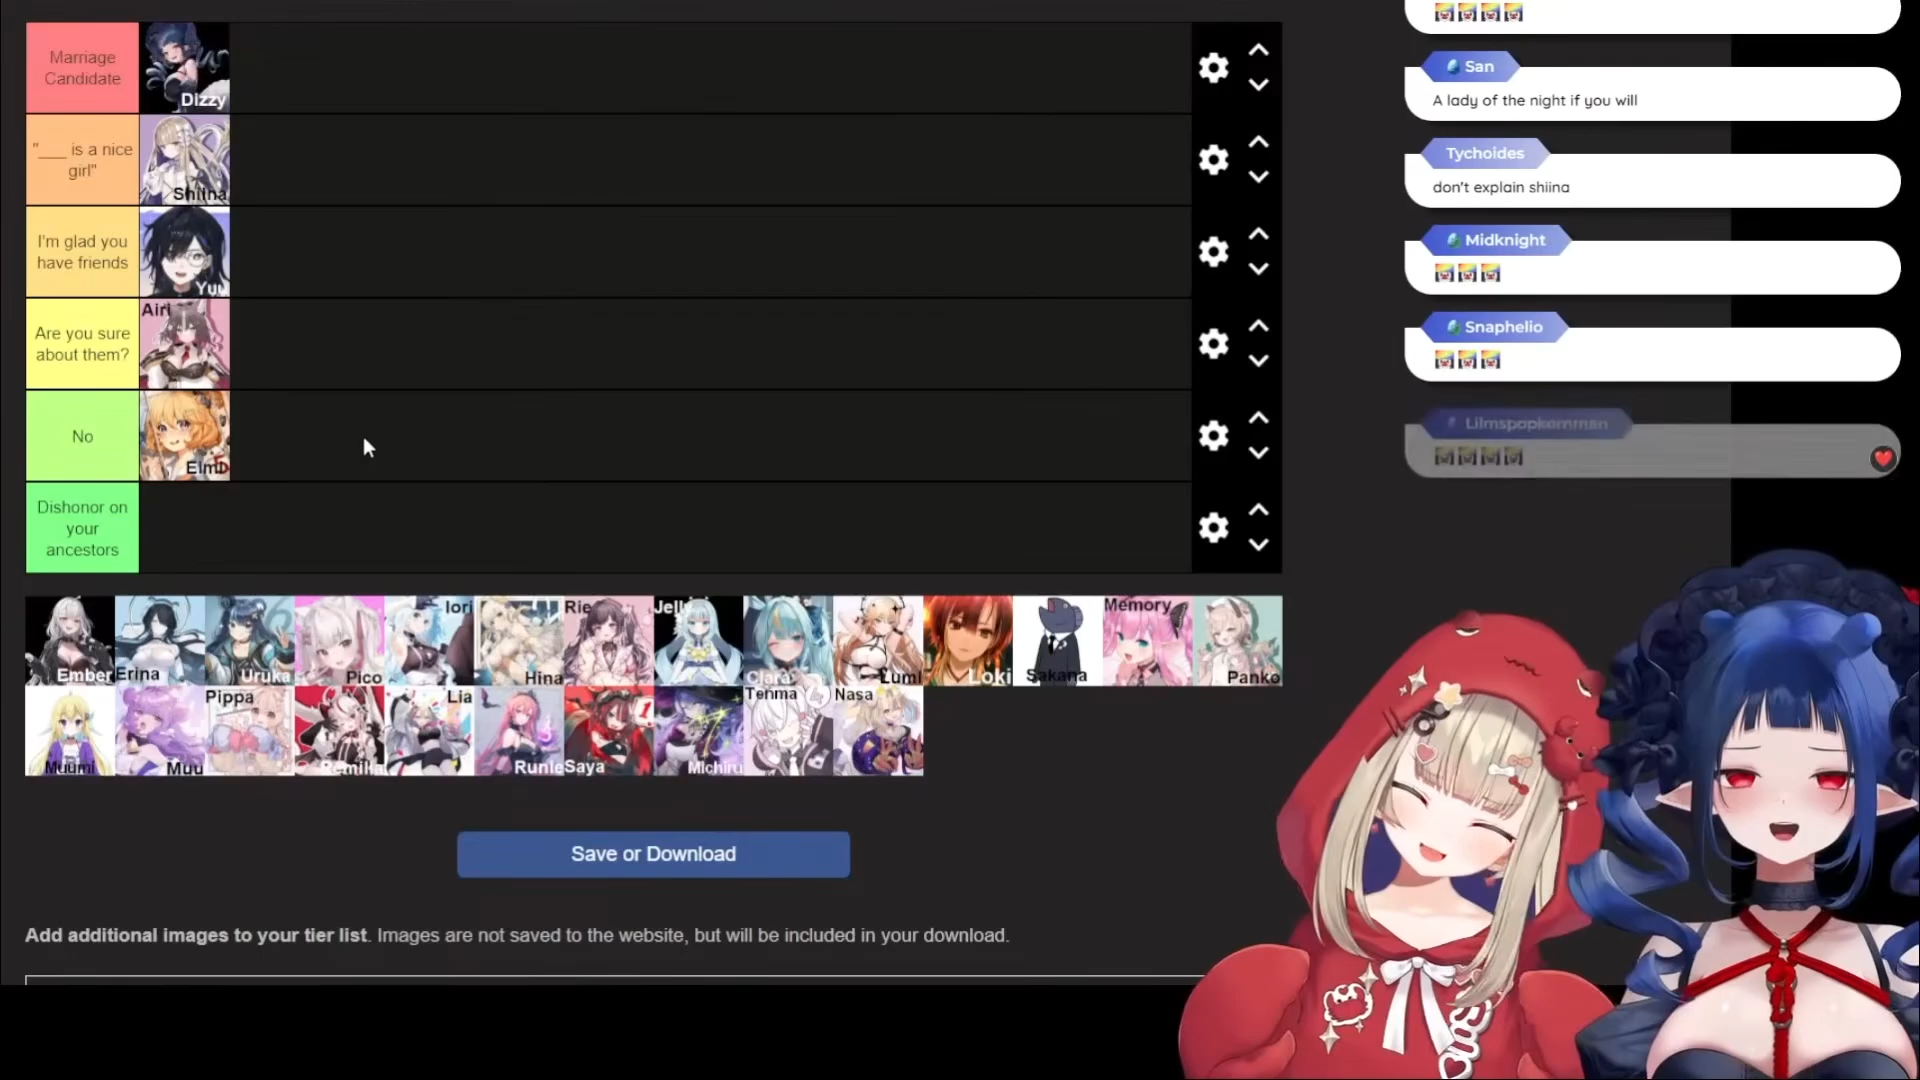 Marriage
Candidate
Dizzy
"___ is a nice
girl"
Shiina
I'm glad you
have friends
Yuu
Are you sure
about them?
Airi
No
Dishonor on
your
ancestors
Ember
Erina
Uruka
Pico
Iori
Hina
Rie
Jelly
Clara
Lumi
Loki
Sakana
Memory
Panko
Muumi
Muu
Pippa
Remilia
Lia
Runie
Saya
Michiru
Tenma
Nasa
Save or Download
Add additional images to your tier list. Images are not saved to the website, but will be included in your download.
San
A lady of the night if you will
Tychoides
don't explain shiina
Midknight
Snaphelio
Lilmspopkornman